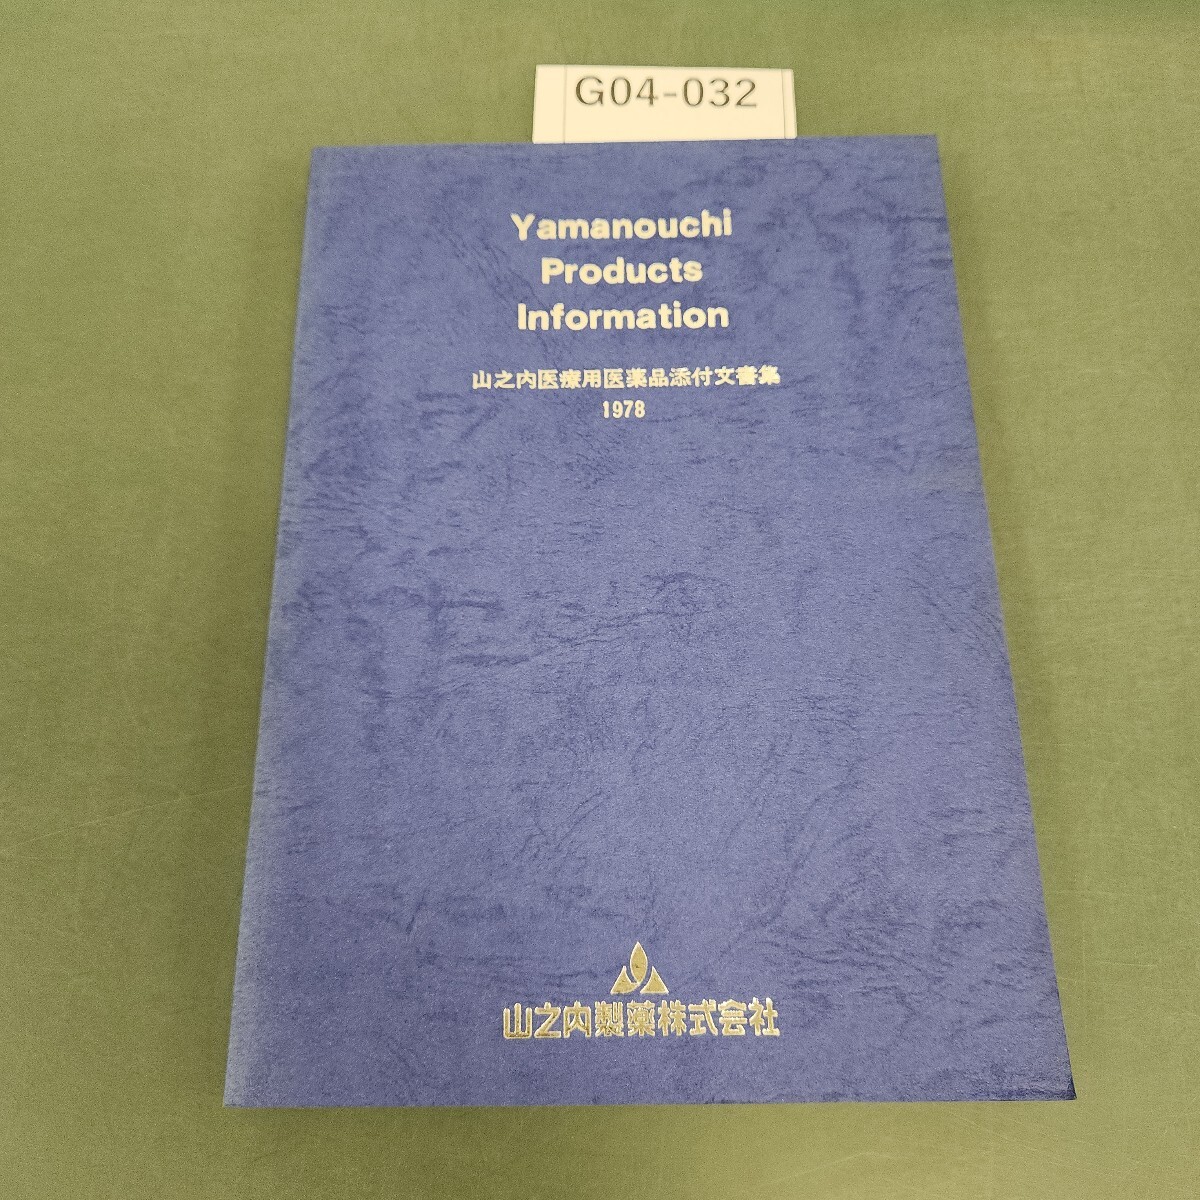 G04-032
Yamanouchi
Products
Information
山之内医療用医薬品添付文書集
1978
山之内製薬株式会社